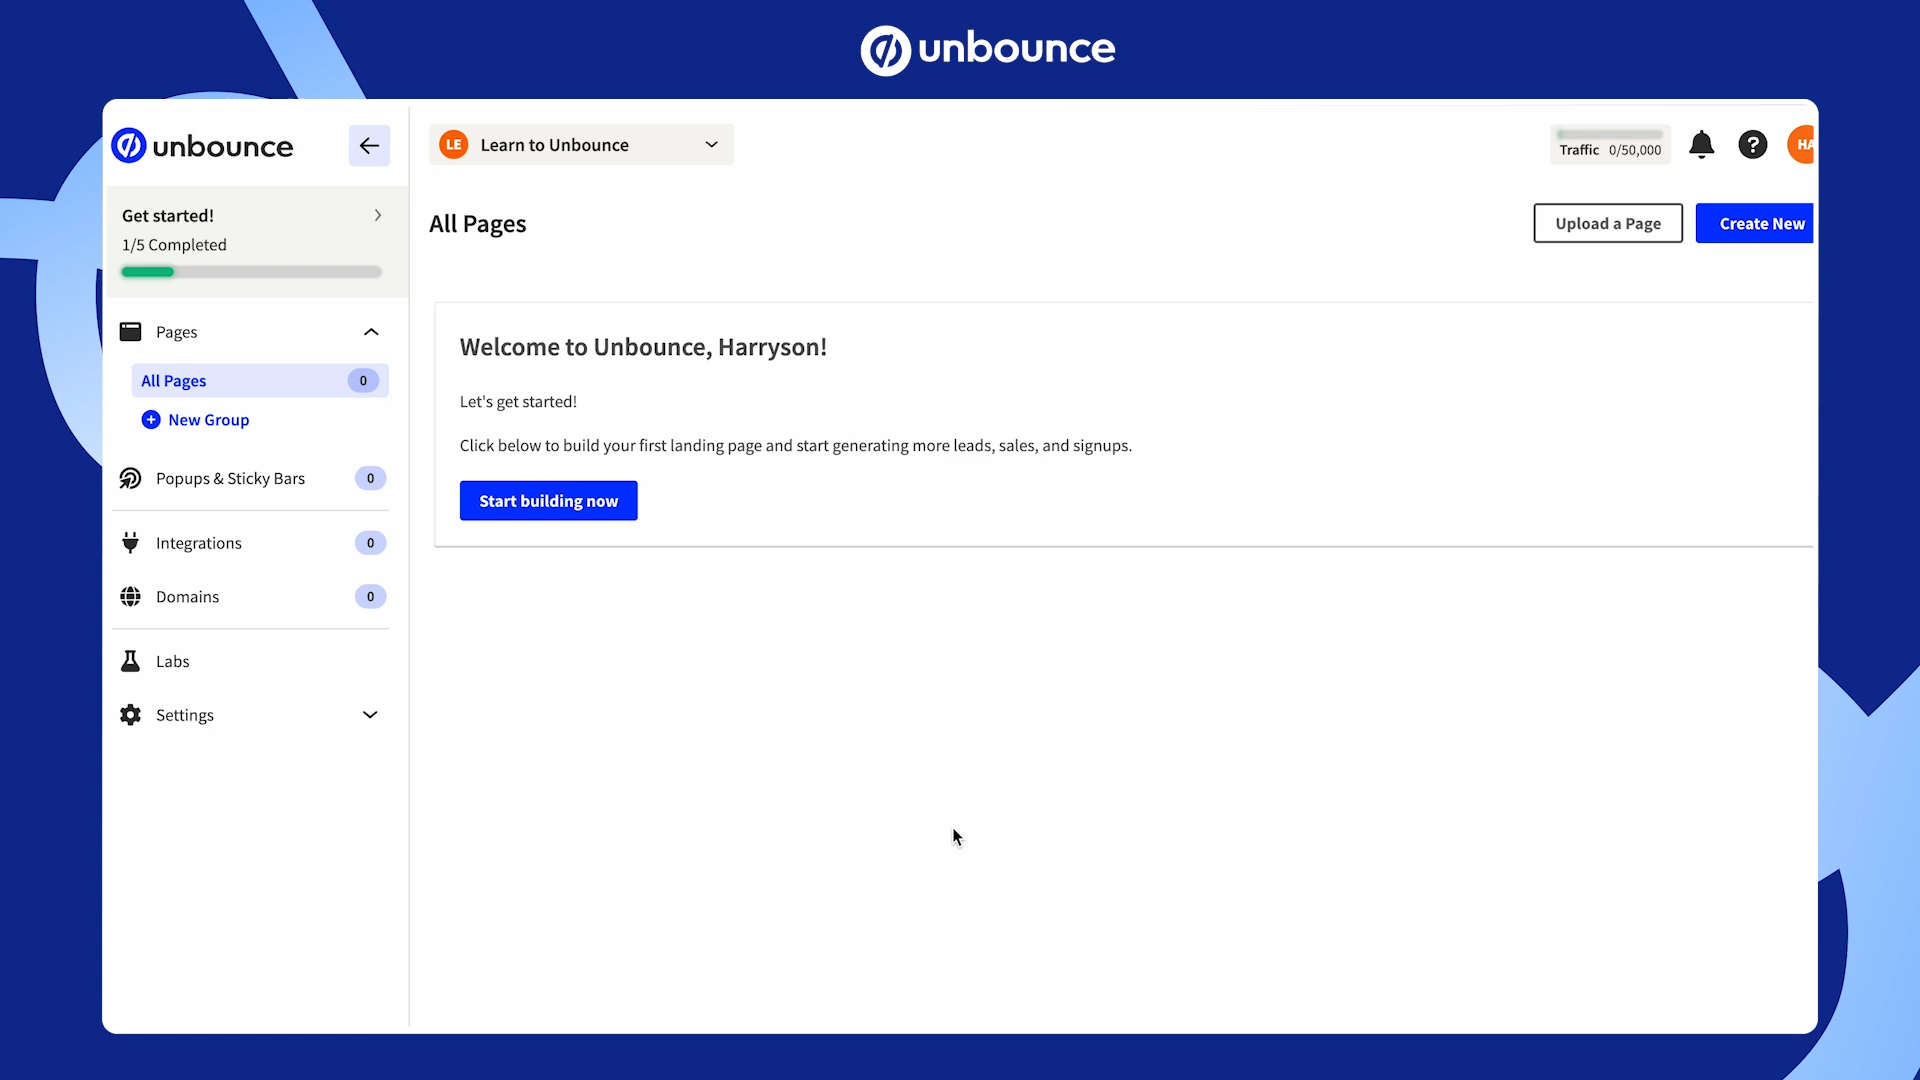 unbounce
unbounce
LE Learn to Unbounce
Traffic 0/50,000
?
HA
Get started!
1/5 Completed
All Pages
Upload a Page
Create New
Pages
All Pages 0
New Group
Popups & Sticky Bars 0
Integrations 0
Domains 0
Labs
Settings
Welcome to Unbounce, Harryson!
Let's get started!
Click below to build your first landing page and start generating more leads, sales, and signups.
Start building now